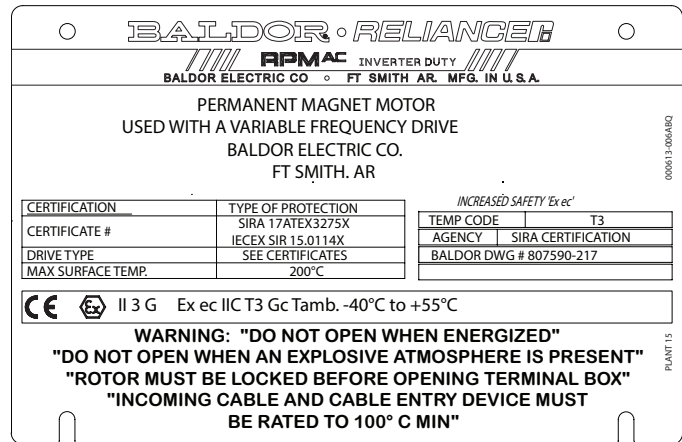 BALDOR · RELIANCER
RPM AC INVERTER DUTY
BALDOR ELECTRIC CO ○ FT SMITH AR. MFG. IN U.S.A.
PERMANENT MAGNET MOTOR
USED WITH A VARIABLE FREQUENCY DRIVE
BALDOR ELECTRIC CO.
FT SMITH. AR
000613-006ABQ
CERTIFICATION TYPE OF PROTECTION
CERTIFICATE # SIRA 17ATEX3275X
IECEX SIR 15.0114X
DRIVE TYPE SEE CERTIFICATES
MAX SURFACE TEMP. 200°C
INCREASED SAFETY 'Ex ec'
TEMP CODE T3
AGENCY SIRA CERTIFICATION
BALDOR DWG # 807590-217
CE Ex II 3 G Ex ec IIC T3 Gc Tamb. -40°C to +55°C
WARNING: "DO NOT OPEN WHEN ENERGIZED"
"DO NOT OPEN WHEN AN EXPLOSIVE ATMOSPHERE IS PRESENT"
"ROTOR MUST BE LOCKED BEFORE OPENING TERMINAL BOX"
"INCOMING CABLE AND CABLE ENTRY DEVICE MUST
BE RATED TO 100° C MIN"
PLANT 15